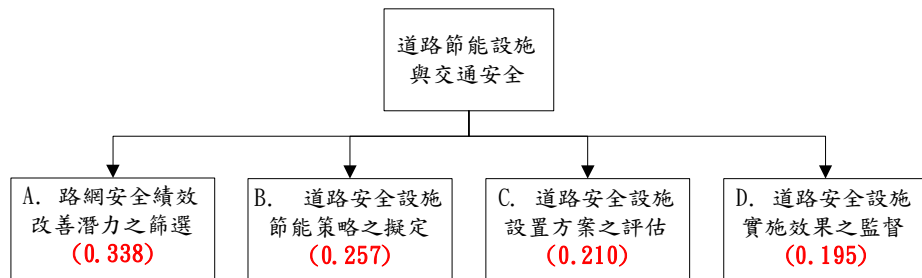 道路節能設施
與交通安全
A. 路網安全績效
改善潛力之篩選
(0.338)
B. 道路安全設施
節能策略之擬定
(0.257)
C. 道路安全設施
設置方案之評估
(0.210)
D. 道路安全設施
實施效果之監督
(0.195)